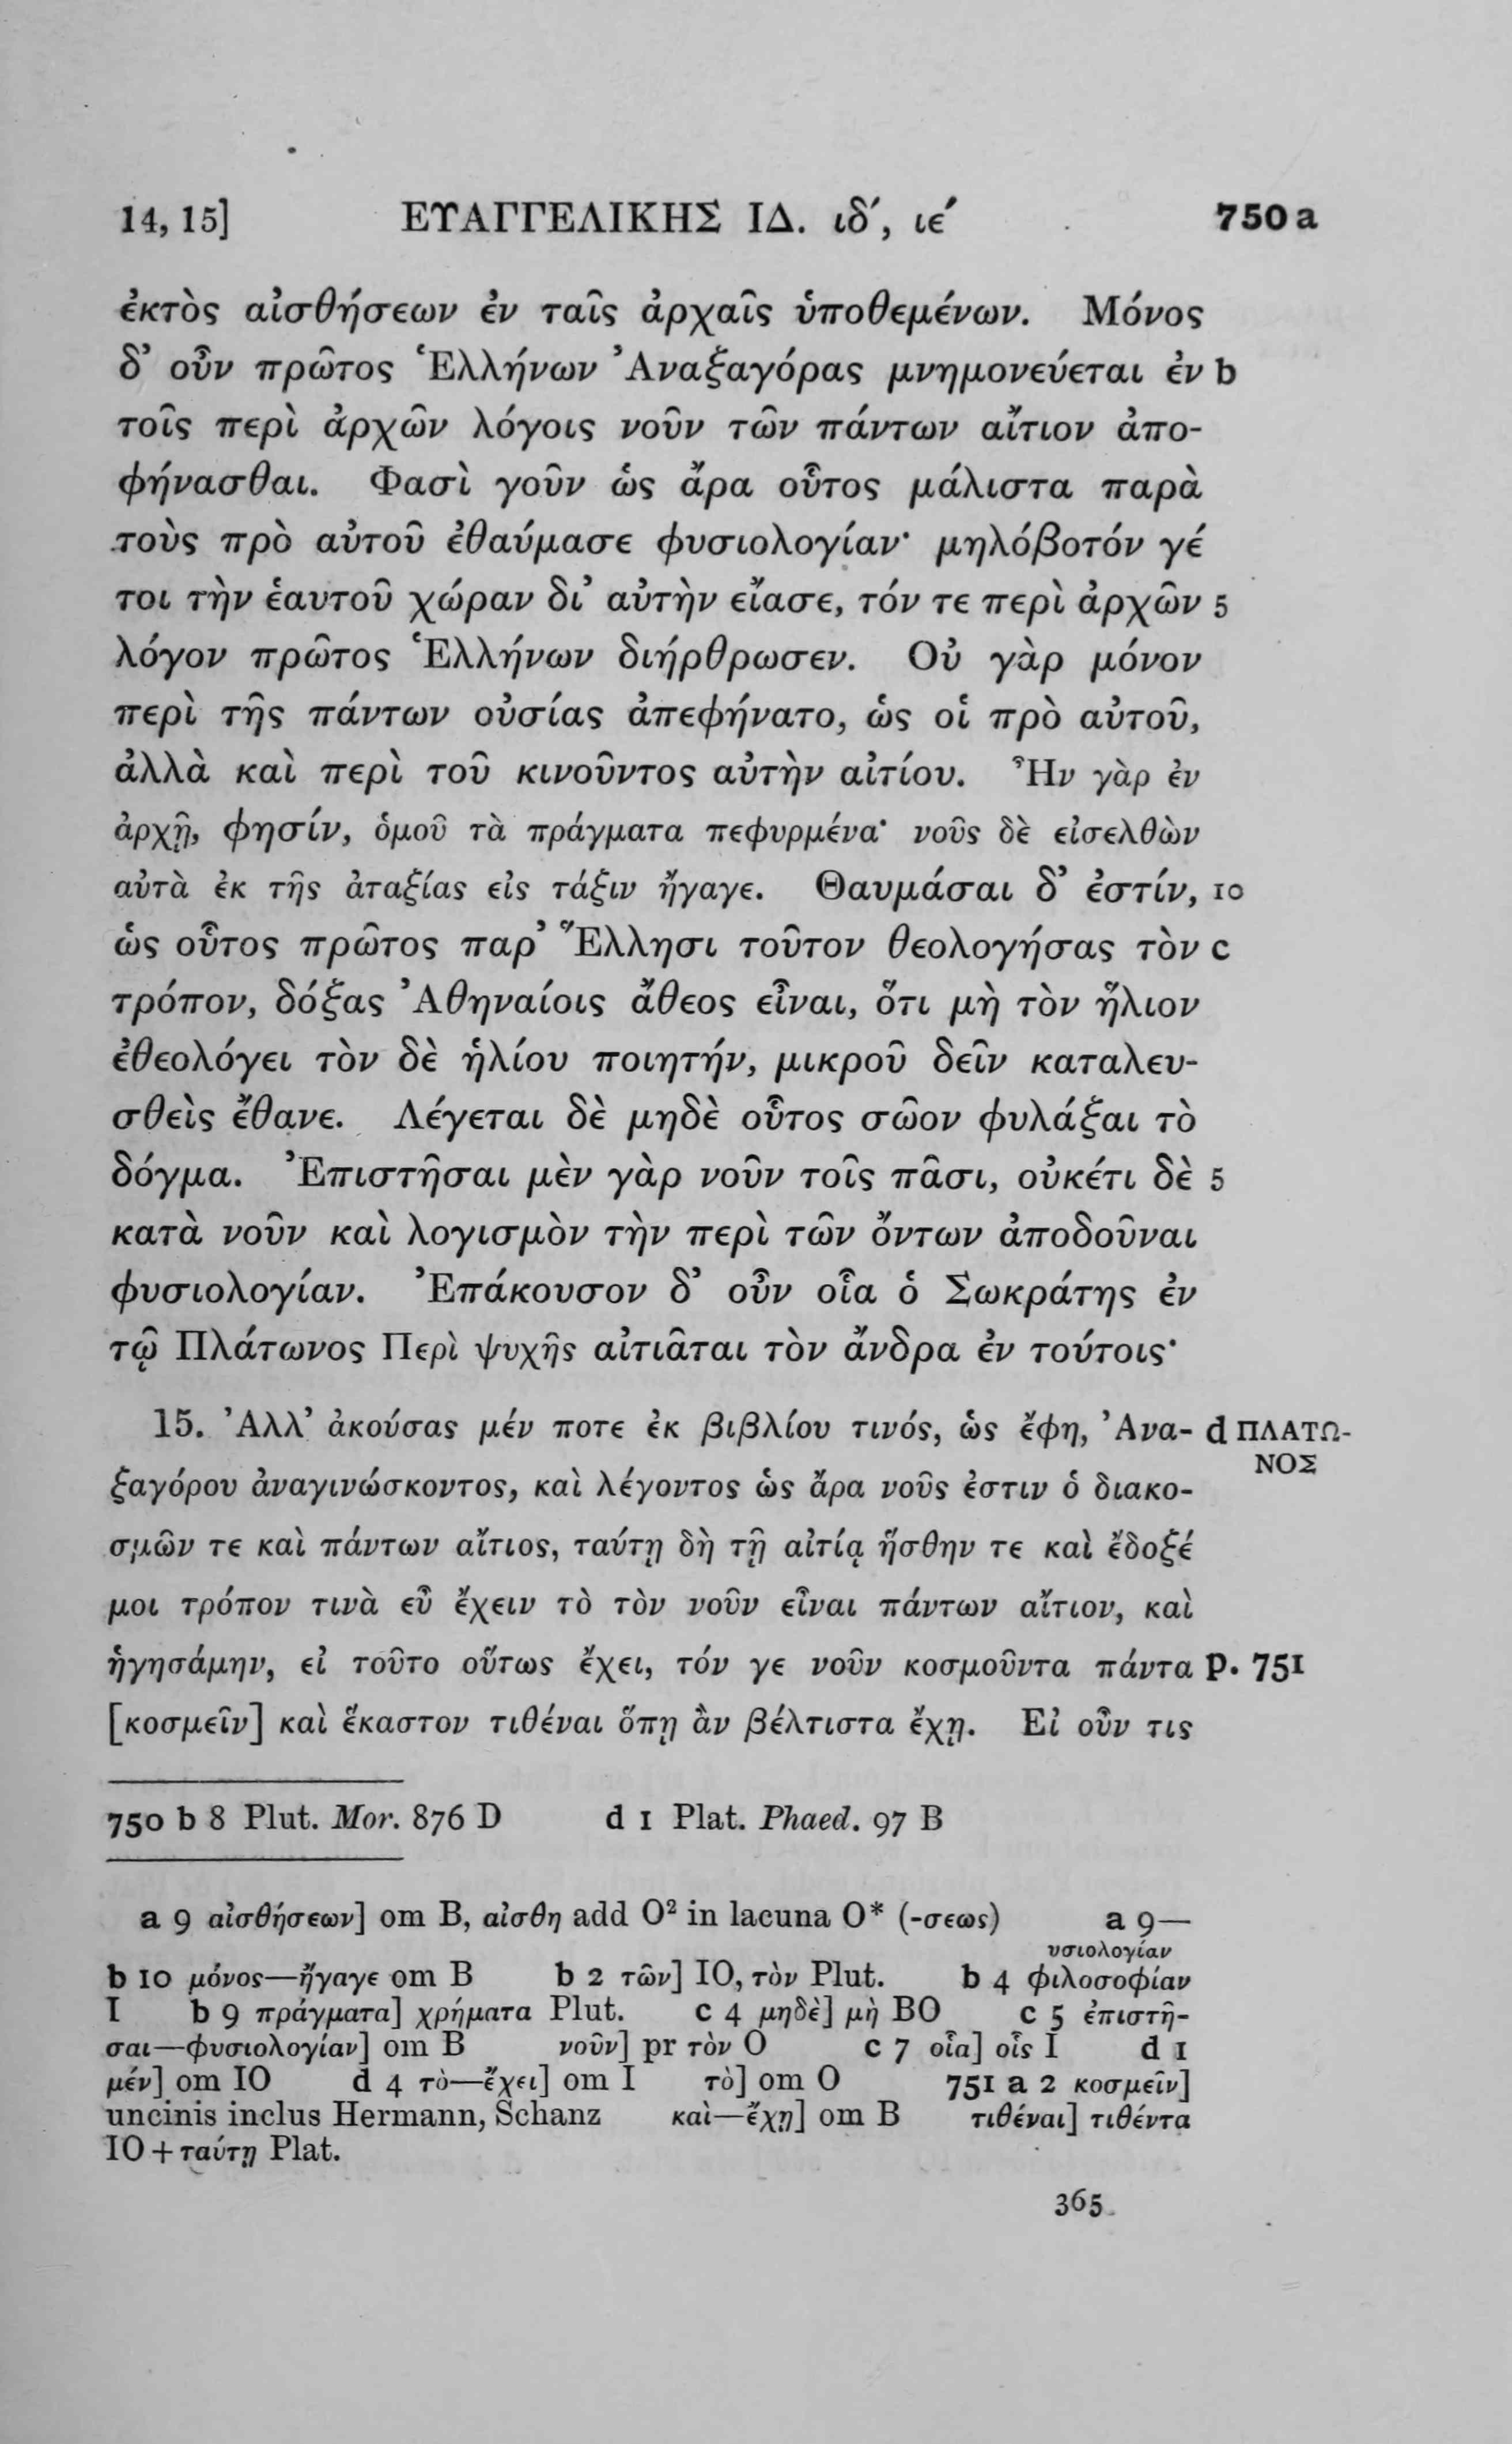 14, 15] ΕΥΑΓΓΕΛΙΚΗΣ ΙΔ. ιδ´, ιε´ 750 a
ἐκτὸς αἰσθήσεων ἐν ταῖς ἀρχαῖς ὑποθεμένων. Μόνος
δ’ οὖν πρῶτος Ἑλλήνων Ἀναξαγόρας μνημονεύεται ἐν b
τοῖς περὶ ἀρχῶν λόγοις νοῦν τῶν πάντων αἴτιον ἀπο-
φήνασθαι. Φασὶ γοῦν ὡς ἄρα οὗτος μάλιστα παρὰ
τοὺς πρὸ αὐτοῦ ἐθαύμασε φυσιολογίαν· μηλόβοτόν γέ
τοι τὴν ἑαυτοῦ χώραν δι’ αὐτὴν εἴασε, τόν τε περὶ ἀρχῶν 5
λόγον πρῶτος Ἑλλήνων διήρθρωσεν. Οὐ γὰρ μόνον
περὶ τῆς πάντων οὐσίας ἀπεφήνατο, ὡς οἱ πρὸ αὐτοῦ,
ἀλλὰ καὶ περὶ τοῦ κινοῦντος αὐτὴν αἰτίου. Ἦν γὰρ ἐν
ἀρχῇ, φησίν, ὁμοῦ τὰ πράγματα πεφυρμένα· νοῦς δὲ εἰσελθὼν
αὐτὰ ἐκ τῆς ἀταξίας εἰς τάξιν ἤγαγε. Θαυμάσαι δ’ ἐστίν, 10
ὡς οὗτος πρῶτος παρ’ Ἕλλησι τοῦτον θεολογήσας τὸν c
τρόπον, δόξας Ἀθηναίοις ἄθεος εἶναι, ὅτι μὴ τὸν ἥλιον
ἐθεολόγει τὸν δὲ ἡλίου ποιητήν, μικροῦ δεῖν καταλευ-
σθεὶς ἔθανε. Λέγεται δὲ μηδὲ οὗτος σῶον φυλάξαι τὸ
δόγμα. Ἐπιστῆσαι μὲν γὰρ νοῦν τοῖς πᾶσι, οὐκέτι δὲ 5
κατὰ νοῦν καὶ λογισμὸν τὴν περὶ τῶν ὄντων ἀποδοῦναι
φυσιολογίαν. Ἐπάκουσον δ’ οὖν οἷα ὁ Σωκράτης ἐν
τῷ Πλάτωνος Περὶ ψυχῆς αἰτιᾶται τὸν ἄνδρα ἐν τούτοις·
15. Ἀλλ’ ἀκούσας μέν ποτε ἐκ βιβλίου τινός, ὡς ἔφη, Ἀνα- d ΠΛΑΤΩ-
ΝΟΣ
ξαγόρου ἀναγινώσκοντος, καὶ λέγοντος ὡς ἄρα νοῦς ἐστιν ὁ διακο-
σμῶν τε καὶ πάντων αἴτιος, ταύτῃ δὴ τῇ αἰτίᾳ ἥσθην τε καὶ ἔδοξέ
μοι τρόπον τινὰ εὖ ἔχειν τὸ τὸν νοῦν εἶναι πάντων αἴτιον, καὶ
ἡγησάμην, εἰ τοῦτο οὕτως ἔχει, τόν γε νοῦν κοσμοῦντα πάντα p. 751
[κοσμεῖν] καὶ ἕκαστον τιθέναι ὅπῃ ἂν βέλτιστα ἔχῃ. Εἰ οὖν τις
750 b 8 Plut. Mor. 876 D d 1 Plat. Phaed. 97 B
a 9 αἰσθήσεων] om B, αἰσθη add O² in lacuna O* (-σεως) a 9—
υσιολογίαν
b 10 μόνος—ἤγαγε om B b 2 τῶν] IO, τὸν Plut. b 4 φιλοσοφίαν
I b 9 πράγματα] χρήματα Plut. c 4 μηδὲ] μὴ BO c 5 ἐπιστῆ-
σαι—φυσιολογίαν] om B νοῦν] pr τὸν O c 7 οἷα] οἷς I d 1
μέν] om IO d 4 τὸ—ἔχει] om I τὸ] om O 751 a 2 κοσμεῖν]
uncinis inclus Hermann, Schanz καὶ—ἔχῃ] om B τιθέναι] τιθέντα
IO + ταύτῃ Plat.
365